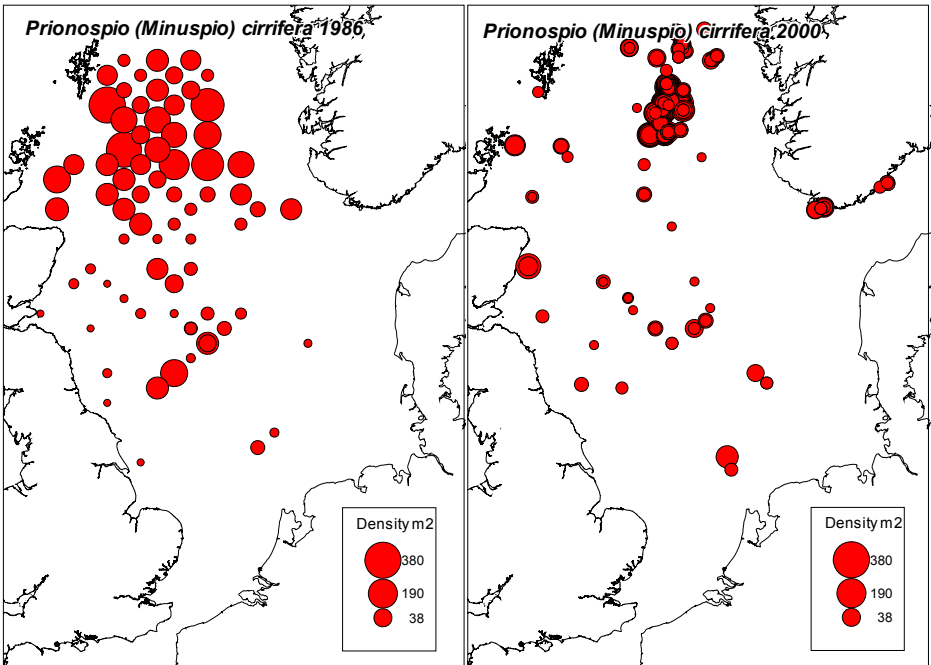 Prionospio (Minuspio) cirrifera 1986
Density m2
380
190
38
Prionospio (Minuspio) cirrifera 2000
Density m2
380
190
38